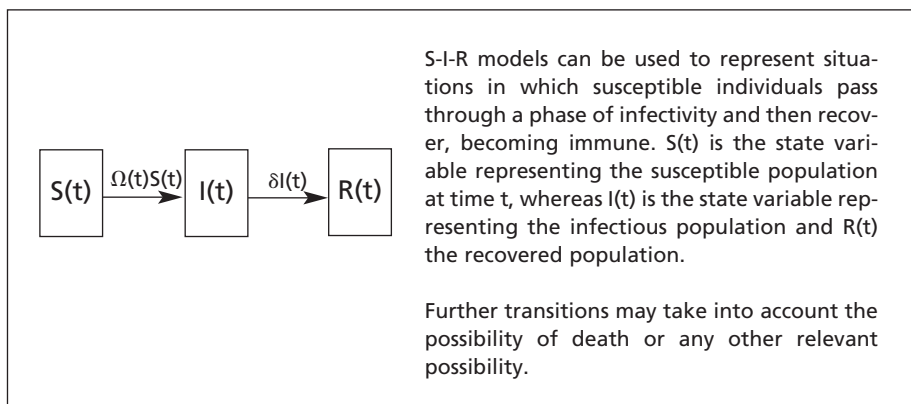 S(t)
Ω(t)S(t)
I(t)
δI(t)
R(t)
S-I-R models can be used to represent situa-
tions in which susceptible individuals pass
through a phase of infectivity and then recov-
er, becoming immune. S(t) is the state vari-
able representing the susceptible population
at time t, whereas I(t) is the state variable rep-
resenting the infectious population and R(t)
the recovered population.
Further transitions may take into account the
possibility of death or any other relevant
possibility.